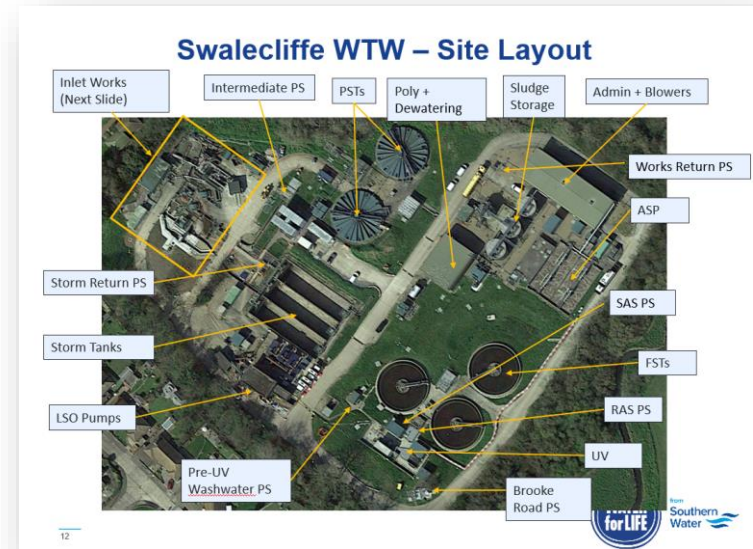 Swalecliffe WTW – Site Layout
Inlet Works
(Next Slide)
Intermediate PS
PSTs
Poly +
Dewatering
Sludge
Storage
Admin + Blowers
Works Return PS
ASP
Storm Return PS
SAS PS
Storm Tanks
FSTs
LSO Pumps
RAS PS
UV
Pre-UV
Washwater PS
Brooke
Road PS
WATER
for LIFE
from
Southern
Water
12